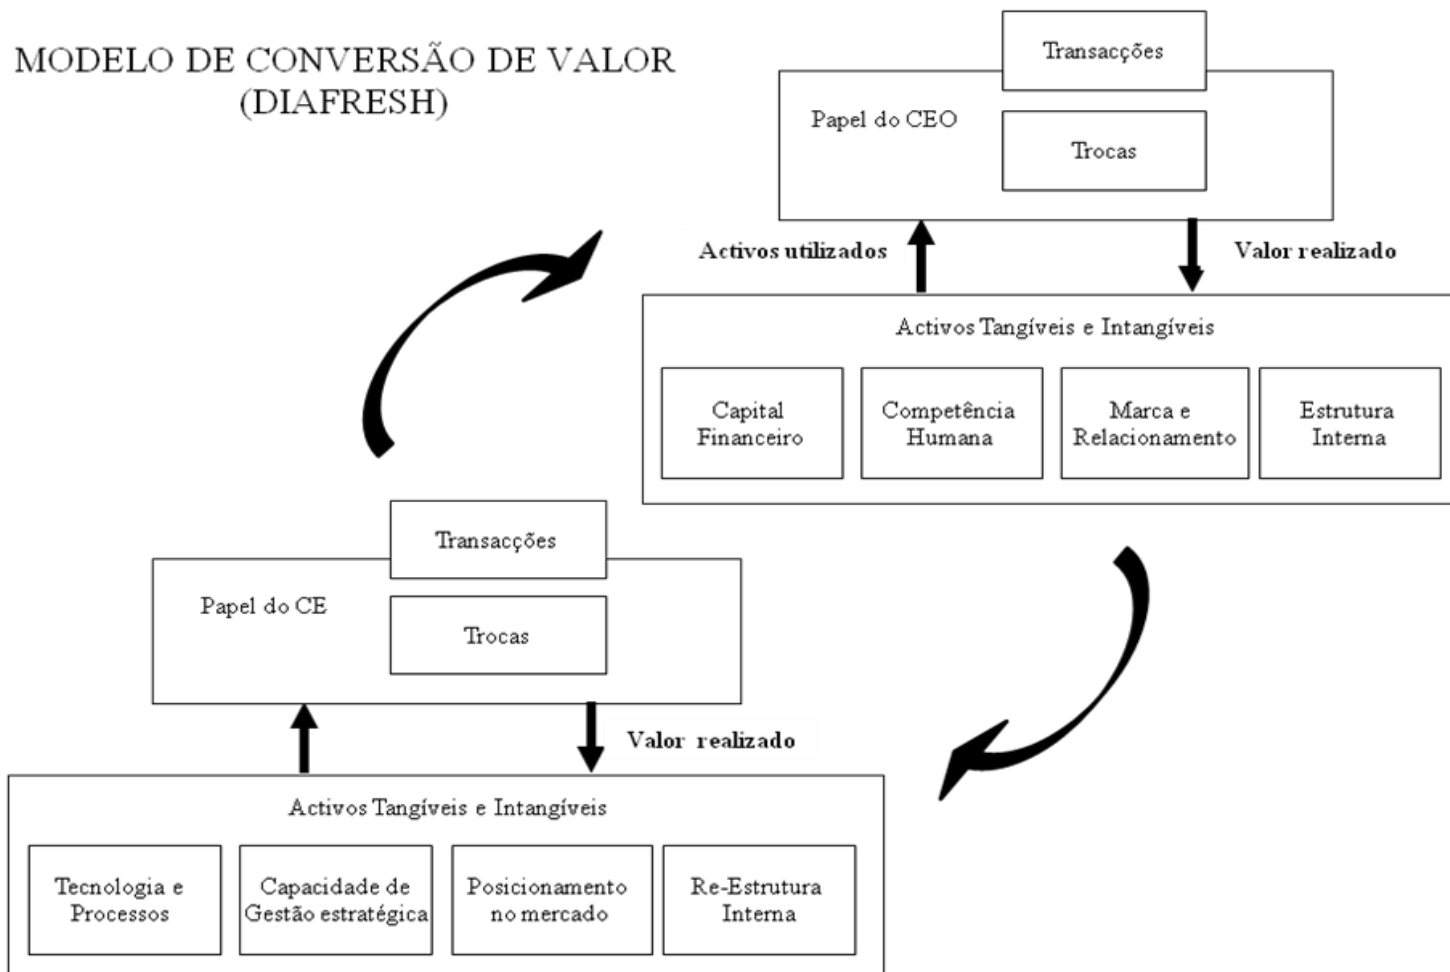 MODELO DE CONVERSÃO DE VALOR
(DIAFRESH)
Transacções
Papel do CEO
Trocas
Activos utilizados
Valor realizado
Activos Tangíveis e Intangíveis
Capital
Financeiro
Competência
Humana
Marca e
Relacionamento
Estrutura
Interna
Transacções
Papel do CE
Trocas
Valor realizado
Activos Tangíveis e Intangíveis
Tecnologia e
Processos
Capacidade de
Gestão estratégica
Posicionamento
no mercado
Re-Estrutura
Interna